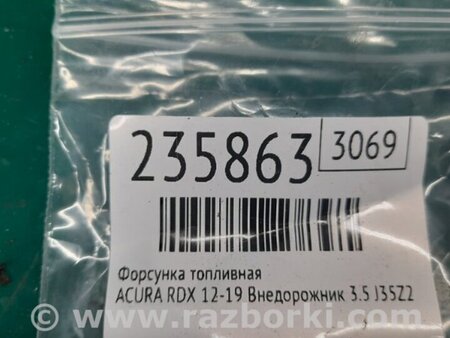 235863 3069
Форсунка топливная
ACURA RDX 12-19 Внедорожник 3.5 J35Z2
www.razborki.com